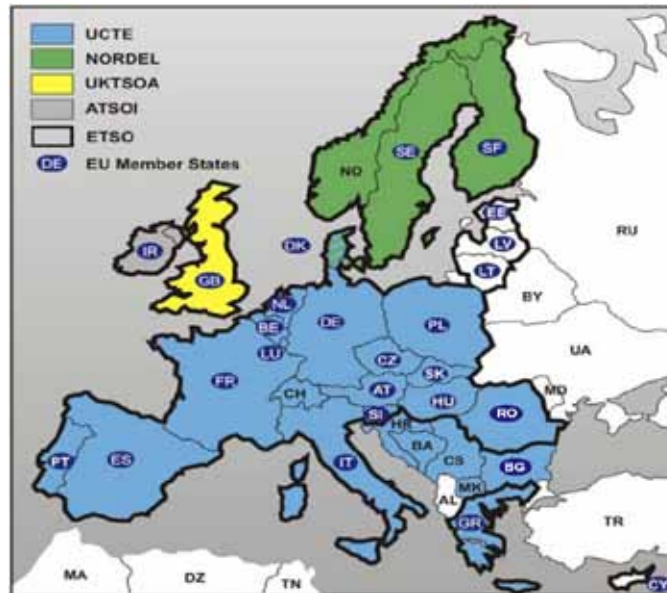 UCTE
NORDEL
UKTSOA
ATSOI
ETSO
DE EU Member States
NO
SE
SF
EE
RU
IR
DK
LV
GB
LT
BY
NL
BE
DE
PL
LU
UA
CZ
SK
FR
CH
AT
HU
MD
SI
HR
RO
BA
CS
BG
PT
ES
IT
MK
AL
GR
TR
MA
DZ
TN
CY